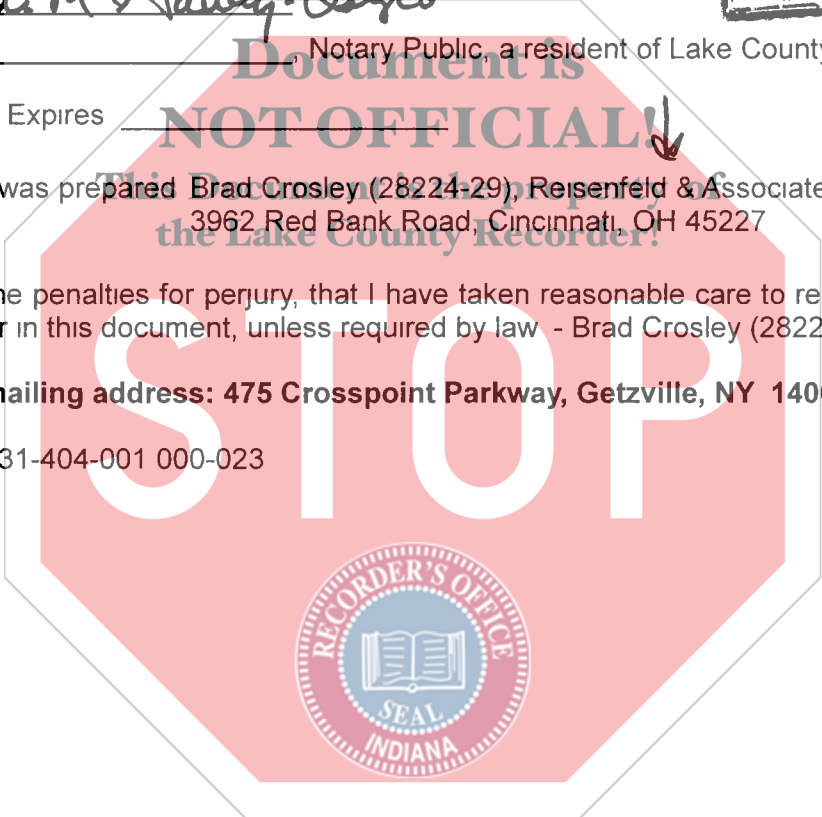 , Notary Public, a resident of Lake County
Document is
Expires
NOT OFFICIAL!
was prepared Brad Crosley (28224-29), Reisenfeld & Associate
This Document is the property of
3962 Red Bank Road, Cincinnati, OH 45227
the Lake County Recorder!
he penalties for perjury, that I have taken reasonable care to re
r in this document, unless required by law - Brad Crosley (2822
mailing address: 475 Crosspoint Parkway, Getzville, NY 140
31-404-001 000-023
STOP
RECORDER'S OFFICE
SEAL
INDIANA